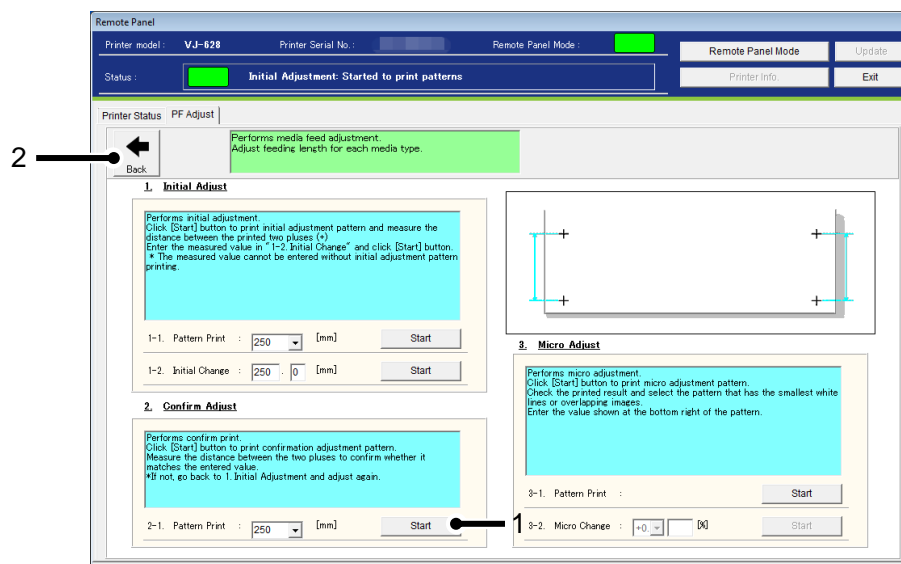 Remote Panel
Printer model : VJ-628 Printer Serial No. : Remote Panel Mode :
Remote Panel Mode Update
Status : Initial Adjustment: Started to print patterns
Printer Info. Exit
Printer Status PF Adjust
2
Back
Performs media feed adjustment.
Adjust feeding length for each media type.
1. Initial Adjust
Performs initial adjustment.
Click [Start] button to print initial adjustment pattern and measure the
distance between the printed two pluses (+)
Enter the measured value in "1-2. Initial Change" and click [Start] button.
* The measured value cannot be entered without initial adjustment pattern
printing.
1-1. Pattern Print : 250 [mm] Start
1-2. Initial Change : 250 . 0 [mm] Start
2. Confirm Adjust
Performs confirm print.
Click [Start] button to print confirmation adjustment pattern.
Measure the distance between the two pluses to confirm whether it
matches the entered value.
*If not, go back to 1. Initial Adjustment and adjust again.
2-1. Pattern Print : 250 [mm] Start
1
3. Micro Adjust
Performs micro adjustment.
Click [Start] button to print micro adjustment pattern.
Check the printed result and select the pattern that has the smallest white
lines or overlapping images.
Enter the value shown at the bottom right of the pattern.
3-1. Pattern Print : Start
3-2. Micro Change : +0. [%] Start